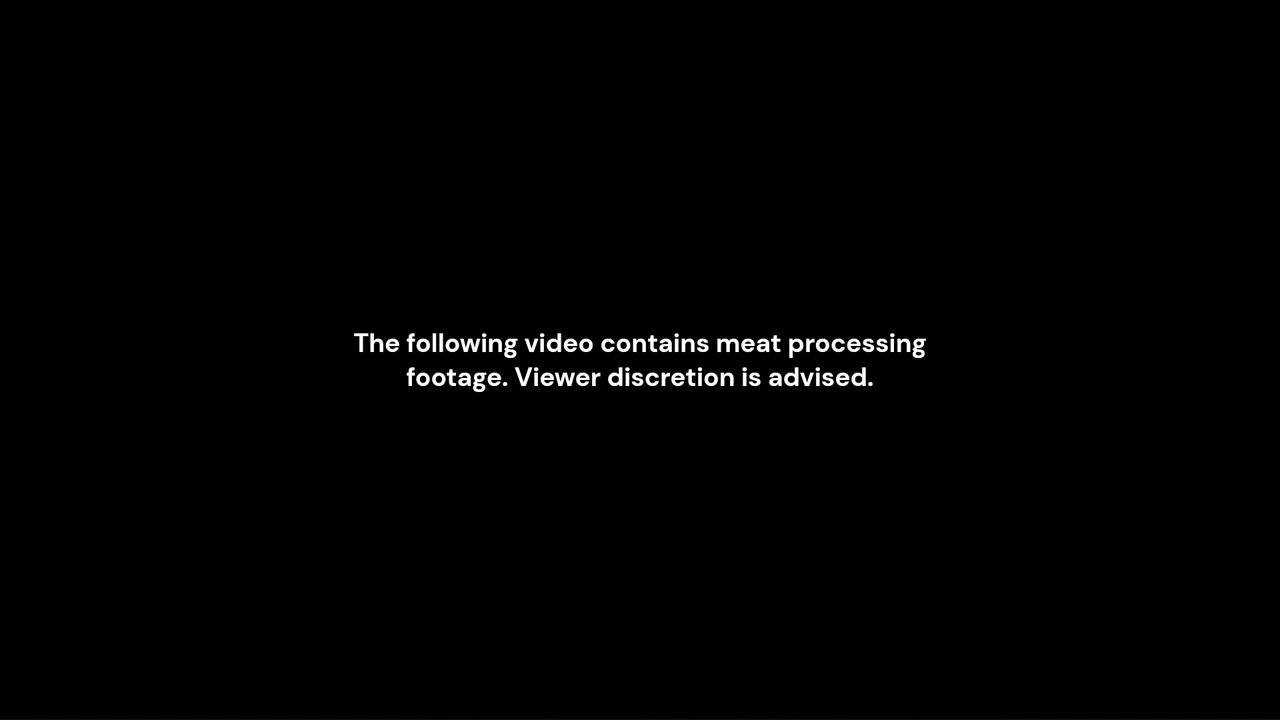 The following video contains meat processing
footage. Viewer discretion is advised.